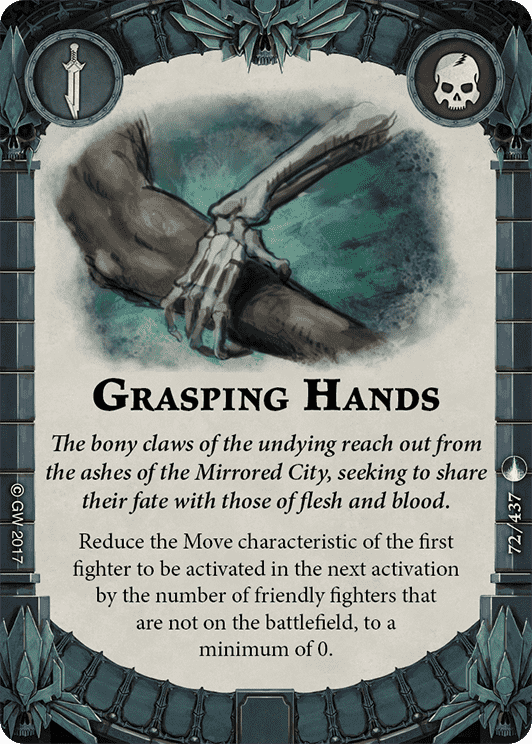 GRASPING HANDS
The bony claws of the undying reach out from
the ashes of the Mirrored City, seeking to share
their fate with those of flesh and blood.
Reduce the Move characteristic of the first
fighter to be activated in the next activation
by the number of friendly fighters that
are not on the battlefield, to a
minimum of 0.
© GW 2017
72/437